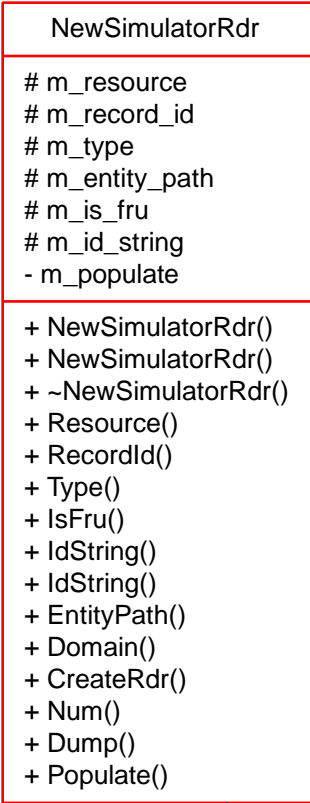 NewSimulatorRdr
# m_resource
# m_record_id
# m_type
# m_entity_path
# m_is_fru
# m_id_string
- m_populate
+ NewSimulatorRdr()
+ NewSimulatorRdr()
+ ~NewSimulatorRdr()
+ Resource()
+ RecordId()
+ Type()
+ IsFru()
+ IdString()
+ IdString()
+ EntityPath()
+ Domain()
+ CreateRdr()
+ Num()
+ Dump()
+ Populate()